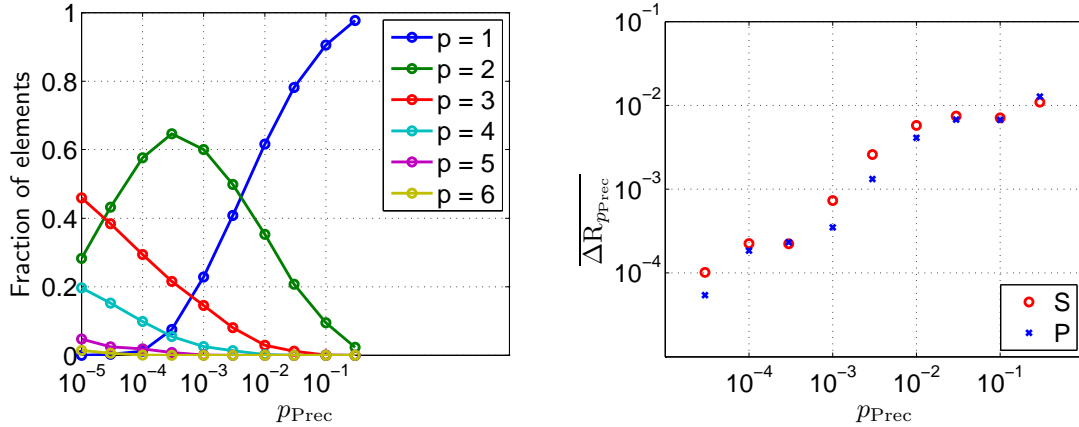 Fraction of elements
1
0.8
0.6
0.4
0.2
0
10^-5
10^-4
10^-3
10^-2
10^-1
p_Prec
p = 1
p = 2
p = 3
p = 4
p = 5
p = 6
ΔR_{p_Prec}
10^-1
10^-2
10^-3
10^-4
10^-4
10^-3
10^-2
10^-1
p_Prec
S
P